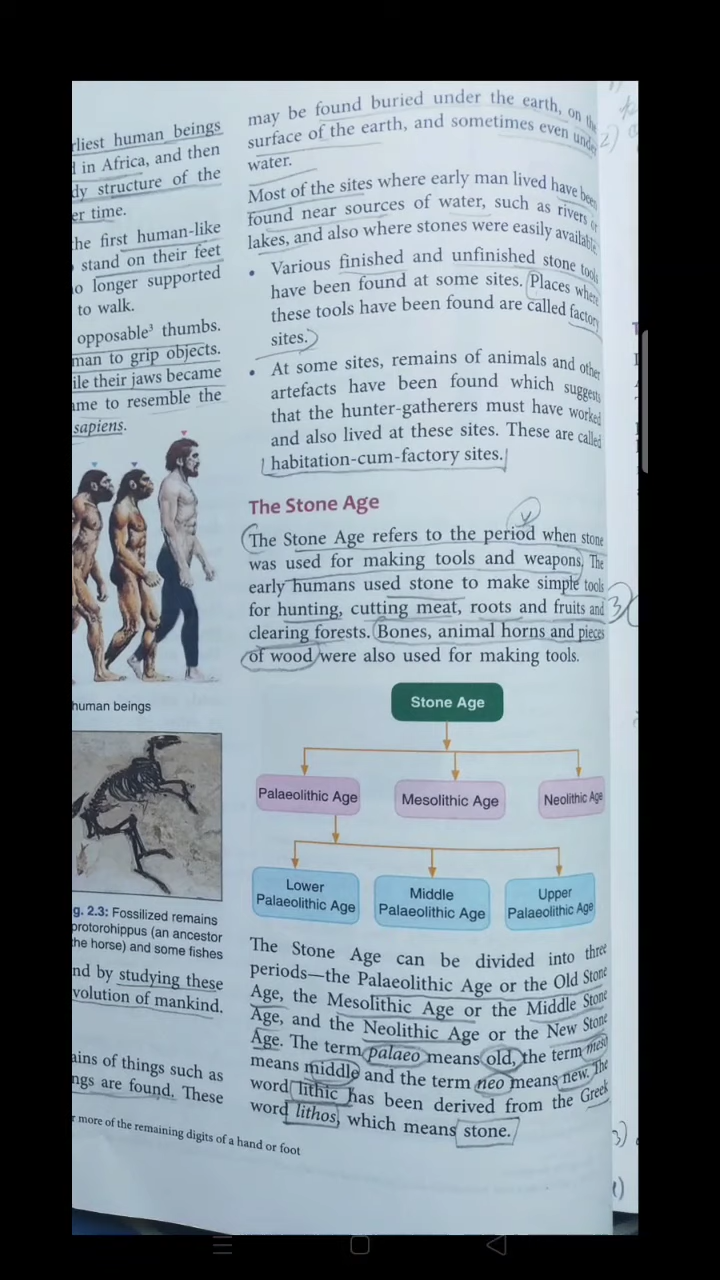 rliest human beings
in Africa, and then
dy structure of the
er time.
he first human-like
stand on their feet
o longer supported
to walk.
opposable³ thumbs.
man to grip objects.
ile their jaws became
ame to resemble the
sapiens.
human beings
g. 2.3: Fossilized remains
protorohippus (an ancestor
he horse) and some fishes
nd by studying these
volution of mankind.
ains of things such as
ngs are found. These
more of the remaining digits of a hand or foot
may be found buried under the earth, on the
surface of the earth, and sometimes even under
water.
Most of the sites where early man lived have been
found near sources of water, such as rivers or
lakes, and also where stones were easily available.
• Various finished and unfinished stone tools
have been found at some sites. Places where
these tools have been found are called factory
sites.
• At some sites, remains of animals and other
artefacts have been found which suggests
that the hunter-gatherers must have worked
and also lived at these sites. These are called
habitation-cum-factory sites.
The Stone Age
The Stone Age refers to the period when stone
was used for making tools and weapons. The
early humans used stone to make simple tools
for hunting, cutting meat, roots and fruits and
clearing forests. Bones, animal horns and pieces
of wood were also used for making tools.
Stone Age
Palaeolithic Age
Mesolithic Age
Neolithic Age
Lower
Palaeolithic Age
Middle
Palaeolithic Age
Upper
Palaeolithic Age
The Stone Age can be divided into three
periods—the Palaeolithic Age or the Old Stone
Age, the Mesolithic Age or the Middle Stone
Age, and the Neolithic Age or the New Stone
Age. The term palaeo means old, the term meso
means middle and the term neo means new. The
word lithic has been derived from the Greek
word lithos, which means stone.
2)
3
3)